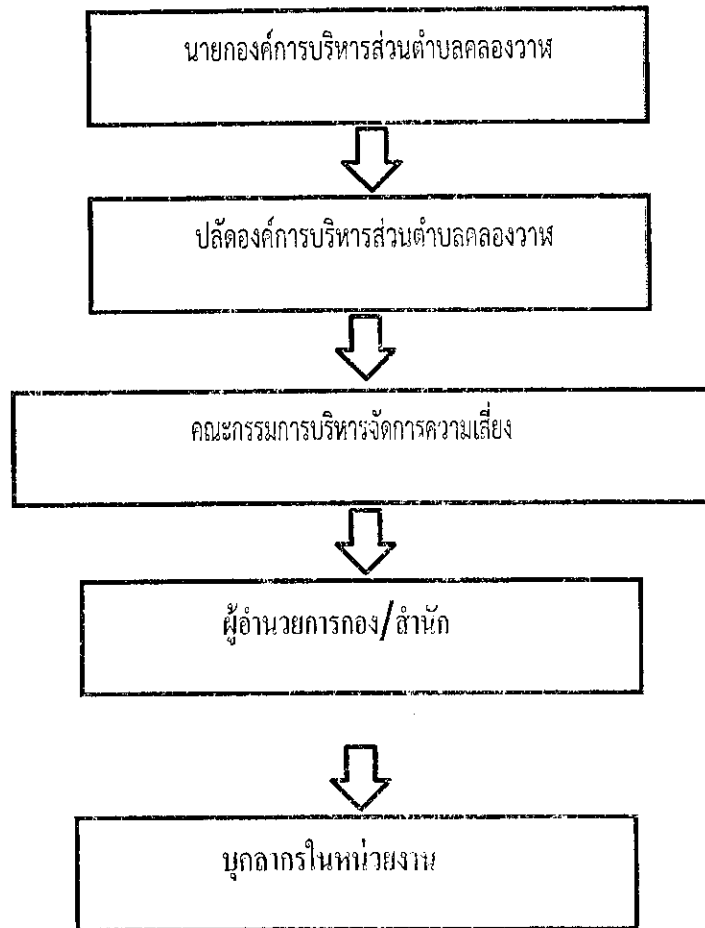 นายกองค์การบริหารส่วนตำบลคลองวาฬ
ปลัดองค์การบริหารส่วนตำบลคลองวาฬ
คณะกรรมการบริหารจัดการความเสี่ยง
ผู้อำนวยการกอง/สำนัก
บุคลากรในหน่วยงาน